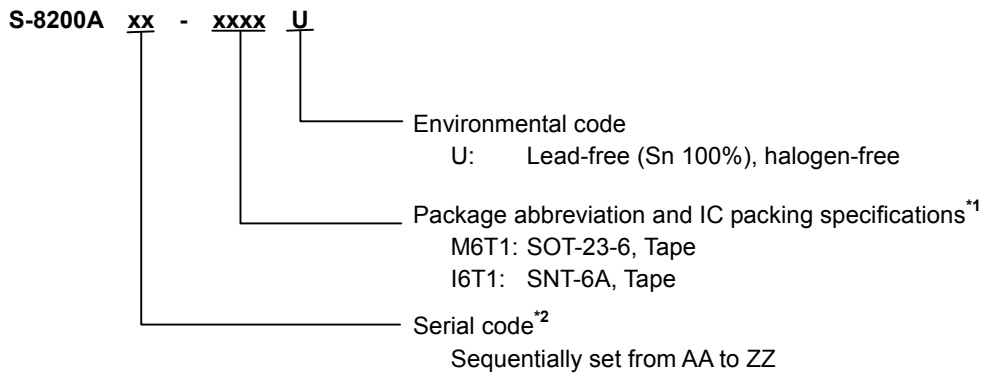 S-8200A xx - xxxx U
Environmental code
U: Lead-free (Sn 100%), halogen-free
Package abbreviation and IC packing specifications*1
M6T1: SOT-23-6, Tape
I6T1: SNT-6A, Tape
Serial code*2
Sequentially set from AA to ZZ